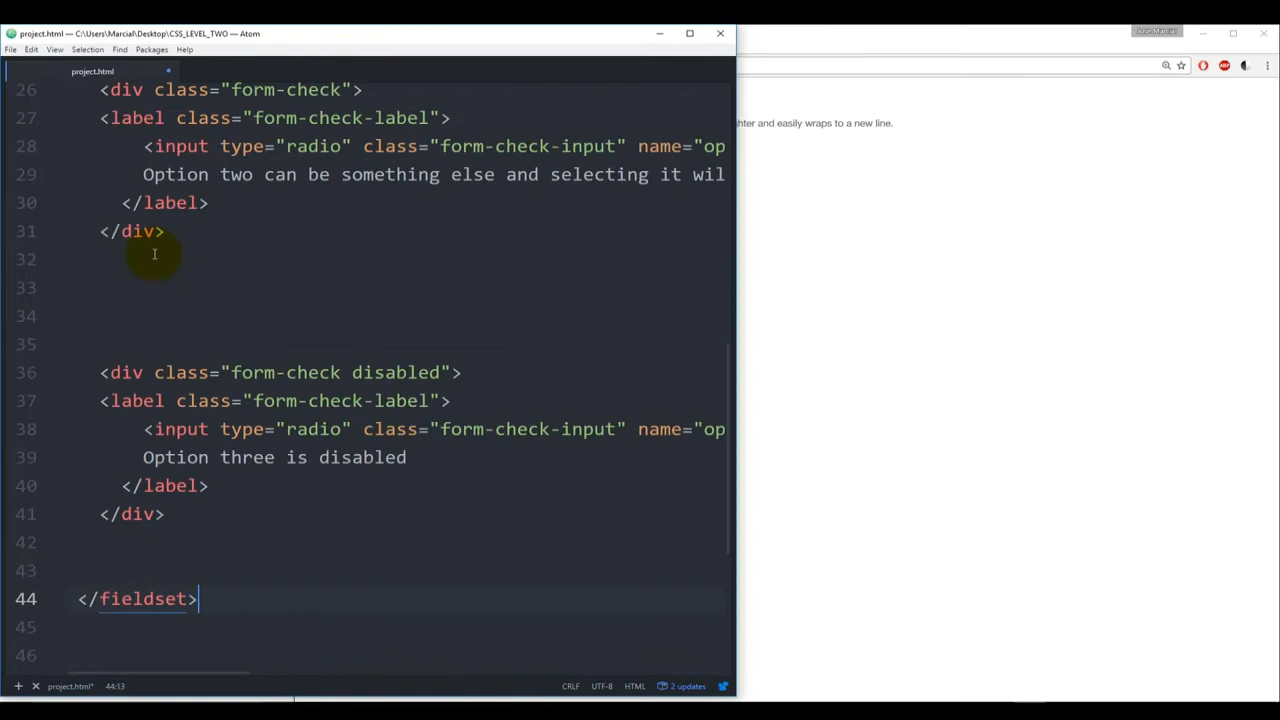 project.html — C:\Users\Marcial\Desktop\CSS_LEVEL_TWO — Atom
Jose Marcial
File Edit View Selection Find Packages Help
project.html
26 <div class="form-check">
27 <label class="form-check-label">
28 <input type="radio" class="form-check-input" name="op
29 Option two can be something else and selecting it wil
30 </label>
31 </div>
32
33
34
35
36 <div class="form-check disabled">
37 <label class="form-check-label">
38 <input type="radio" class="form-check-input" name="op
39 Option three is disabled
40 </label>
41 </div>
42
43
44 </fieldset>
45
46
ghter and easily wraps to a new line.
ABP
project.html* 44:13 CRLF UTF-8 HTML 2 updates